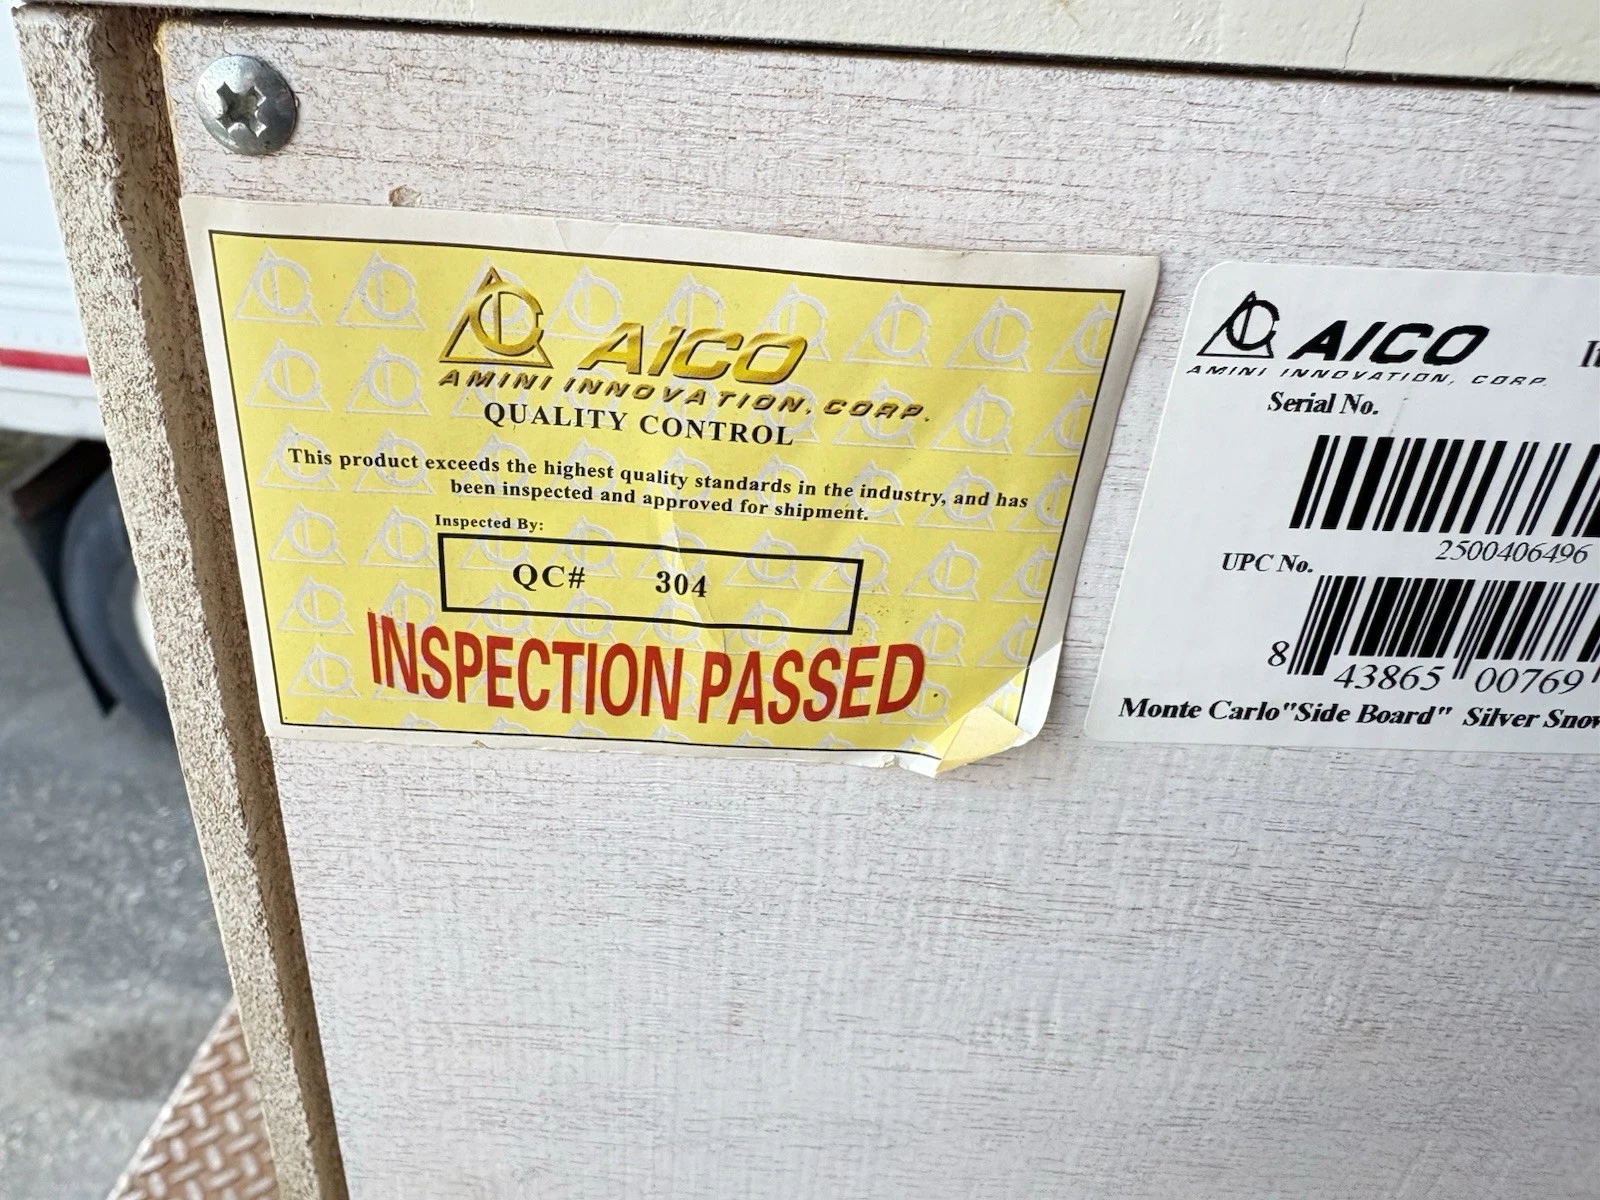 AICO
AMINI INNOVATION, CORP.
QUALITY CONTROL
This product exceeds the highest quality standards in the industry, and has
been inspected and approved for shipment.
Inspected By:
QC# 304
INSPECTION PASSED
AICO
AMINI INNOVATION, CORP.
Serial No.
2500406496
UPC No.
8 43865 00769
Monte Carlo"Side Board" Silver